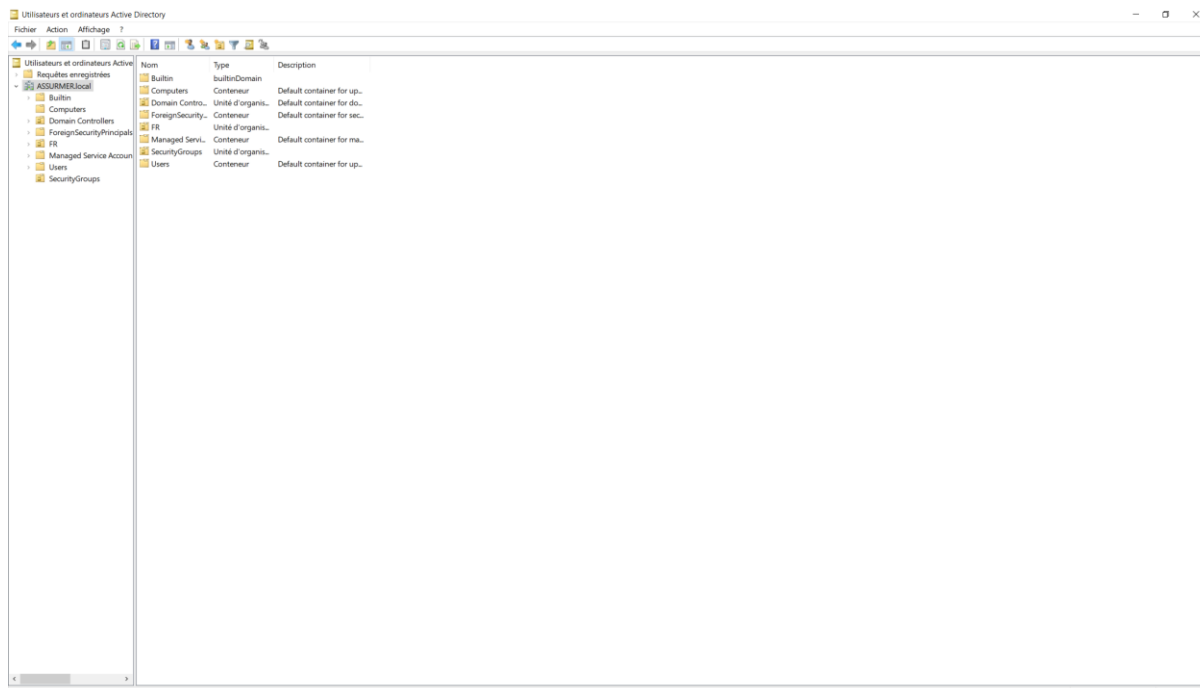 Utilisateurs et ordinateurs Active Directory
Fichier Action Affichage ?
Utilisateurs et ordinateurs Active
Requêtes enregistrées
ASSURMER.local
Builtin
Computers
Domain Controllers
ForeignSecurityPrincipals
FR
Managed Service Accoun
Users
SecurityGroups
Nom Type Description
Builtin builtinDomain
Computers Conteneur Default container for up...
Domain Contro... Unité d'organis... Default container for do...
ForeignSecurity... Conteneur Default container for sec...
FR Unité d'organis...
Managed Servi... Conteneur Default container for ma...
SecurityGroups Unité d'organis...
Users Conteneur Default container for up...